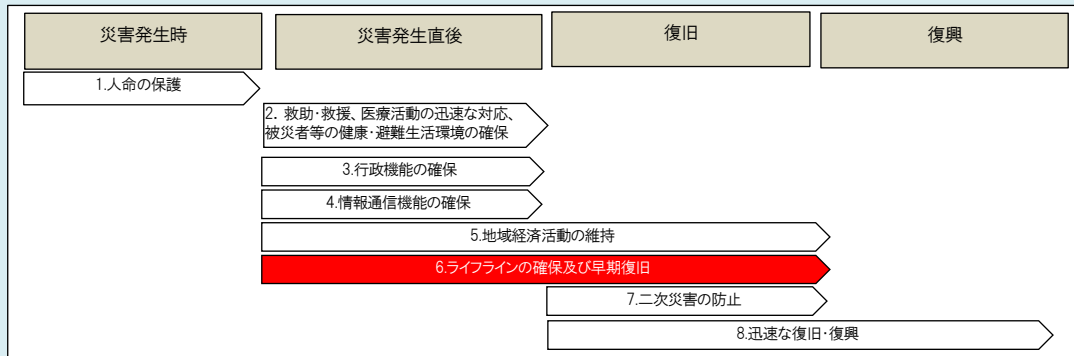 災害発生時
災害発生直後
復旧
復興
1.人命の保護
2. 救助・救援、医療活動の迅速な対応、
被災者等の健康・避難生活環境の確保
3.行政機能の確保
4.情報通信機能の確保
5.地域経済活動の維持
6.ライフラインの確保及び早期復旧
7.二次災害の防止
8.迅速な復旧・復興